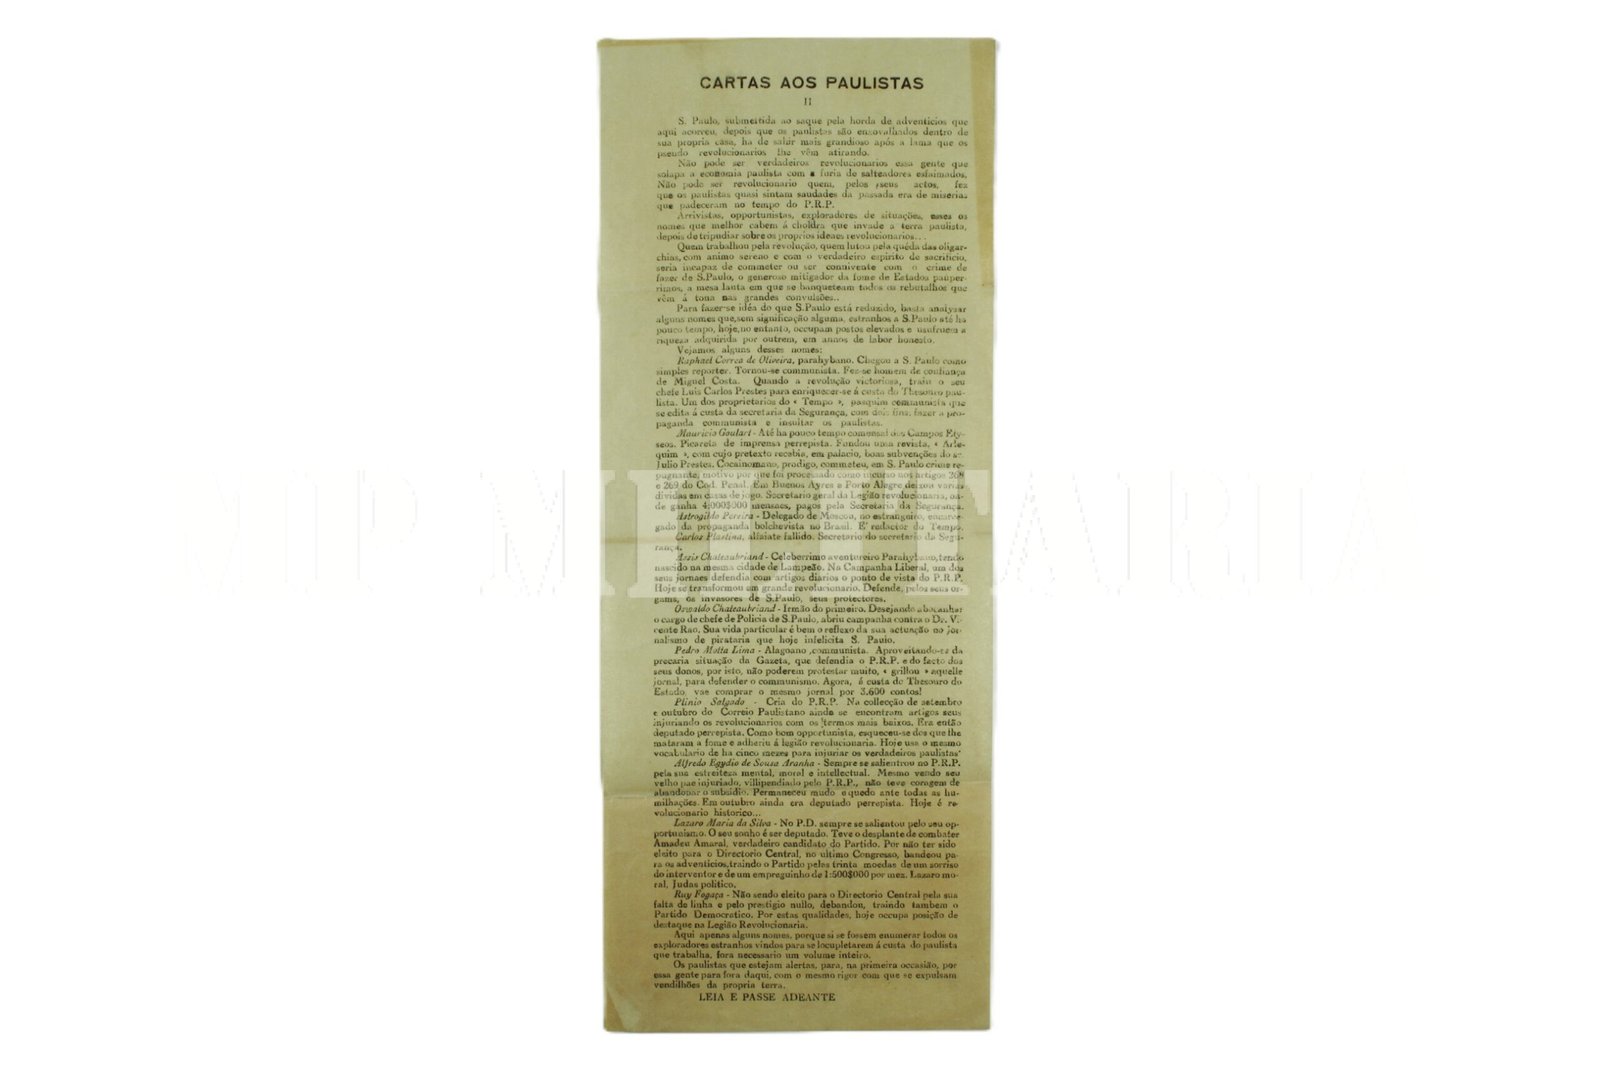 CARTAS AOS PAULISTAS
II
S. Paulo, submettida ao saque pela horda de adventicios que
aqui acorreu, depois que os paulistas são enxovalhados dentro de
sua propria casa, ha de sahir mais grandioso após a lama que os
pseudo revolucionarios lhe vêm atirando.
Não pode ser verdadeiros revolucionarios essa gente que
solapa a economia paulista com a furia de salteadores esfaimados.
Não pode ser revolucionario quem, pelos seus actos, fez
que os paulistas quasi sintam saudades da passada era de miserias
que padeceram no tempo do P.R.P.
Arrivistas, opportunistas, exploradores de situações, esses os
nomes que melhor cabem á choldra que invade a terra paulista,
depois de tripudiar sobre os proprios ideaes revolucionarios...
Quem trabalhou pela revolução, quem lutou pela quéda das oligar-
chias, com animo sereno e com o verdadeiro espirito de sacrificio,
seria incapaz de commeter ou ser connivente com o crime de
fazer de S.Paulo, o generoso mitigador da fome de Estados pauper-
rimos, a mesa lauta em que se banqueteam todos os rebutalhos que
vêm á tona nas grandes convulsões..
Para fazer-se idéa do que S.Paulo está reduzido, basta analysar
alguns nomes que,sem significação alguma, estranhos a S.Paulo até ha
pouco tempo, hoje,no entanto, occupam postos elevados e usufruem a
riqueza adquirida por outrem, em annos de labor honesto.
Vejamos alguns desses nomes:
Raphael Correa de Oliveira, parahybano. Chegou a S. Paulo como
simples reporter. Tornou-se communista. Fez-se homem de confiança
de Miguel Costa. Quando a revolução victoriosa, traiu o seu
chefe Luis Carlos Prestes para enriquecer-se á custa do Thesouro pau-
lista. Um dos proprietarios do « Tempo », pasquim communista que
se edita á custa da secretaria da Segurança, com dois fins, fazer a pro-
paganda communista e insultar os paulistas.
Mauricio Goulart - Até ha pouco tempo comensal dos Campos Ely-
seos. Picareta de imprensa perrepista. Fundou uma revista, « Arle-
quim », com cujo pretexto recebia, em palacio, boas subvenções do sr.
Julio Prestes. Cocainomano, prodigo, commeteu, em S. Paulo crime re-
pugnante, motivo por que foi processado como incurso nos artigos 268
e 269 do Cod. Penal. Em Buenos Ayres e Porto Alegre deixou varias
dividas em casas de jogo. Secretario geral da Legião revolucionaria, on-
de ganha 4:000$000 mensaes, pagos pela Secretaria da Segurança.
Astrogildo Pereira - Delegado de Moscou, no estrangeiro, encarre-
gado da propaganda bolchevista no Brasil. E' redactor do Tempo.
Carlos Plastina, alfaiate fallido. Secretario do secretario da Segu-
rança.
Assis Chateaubriand - Celeberrimo aventureiro Parahybano, tendo
nascido na mesma cidade de Lampeão. Na Campanha Liberal, um dos
seus jornaes defendia com artigos diarios o ponto de vista do P.R.P.
Hoje se transformou em grande revolucionario. Defende, pelos seus or-
gams, os invasores de S.Paulo, seus protectores.
Oswaldo Chateaubriand - Irmão do primeiro. Desejando abocanhar
o cargo de chefe de Policia de S.Paulo, abriu campanha contra o Dr. Vi-
cente Rao. Sua vida particular é bem o reflexo da sua actuação no jor-
nalismo de pirataria que hoje infelicita S. Paulo.
Pedro Motta Lima - Alagoano ,communista. Aproveitando-se da
precaria situação da Gazeta, que defendia o P.R.P. e do facto dos
seus donos, por isto, não poderem protestar muito, « grillou » aquelle
jornal, para defender o communismo. Agora, á custa do Thesouro do
Estado, vae comprar o mesmo jornal por 3.600 contos!
Plinio Salgado - Cria do P.R.P. Na collecção de setembro
e outubro do Correio Paulistano ainda se encontram artigos seus
injuriando os revolucionarios com os termos mais baixos. Era então
deputado perrepista. Como bom opportunista, esqueceu-se dos que lhe
mataram a fome e adheriu á legião revolucionaria. Hoje usa o mesmo
vocabulario de ha cinco mezes para injuriar os verdadeiros paulistas'
Alfredo Egydio de Sousa Aranha - Sempre se salientrou no P.R.P.
pela sua estreiteza mental, moral e intellectual. Mesmo vendo seu
velho pae injuriado, villipendiado pelo P.R.P., não teve coragem de
abandonar o subsidio. Permaneceu mudo e quedo ante todas as hu-
milhações. Em outubro ainda era deputado perrepista. Hoje é re-
volucionario historico...
Lazaro Maria da Silva - No P.D. sempre se salientou pelo seu op-
portunismo. O seu sonho é ser deputado. Teve o desplante de combater
Amadeu Amaral, verdadeiro candidato do Partido. Por não ter sido
eleito para o Directorio Central, no ultimo Congresso, bandeou pa-
ra os adventicios,traindo o Partido pelas trinta moedas de um sorriso
do interventor e de um empreguinho de 1:500$000 por mez. Lazaro mo-
ral, Judas politico.
Ruy Fogaça - Não sendo eleito para o Directorio Central pela sua
falta de linha e pelo prestigio nullo, debandou, traindo tambem o
Partido Democratico. Por estas qualidades, hoje occupa posição de
destaque na Legião Revolucionaria.
Aqui apenas alguns nomes, porque si se fossem enumerar todos os
exploradores estranhos vindos para se locupletarem á custa do paulista
que trabalha, fora necessario um volume inteiro.
Os paulistas que estejam alertas, para, na primeira occasião, por
essa gente para fora daqui, com o mesmo rigor com que se expulsam
vendilhões da propria terra.
LEIA E PASSE ADEANTE
VIP MILITARIA